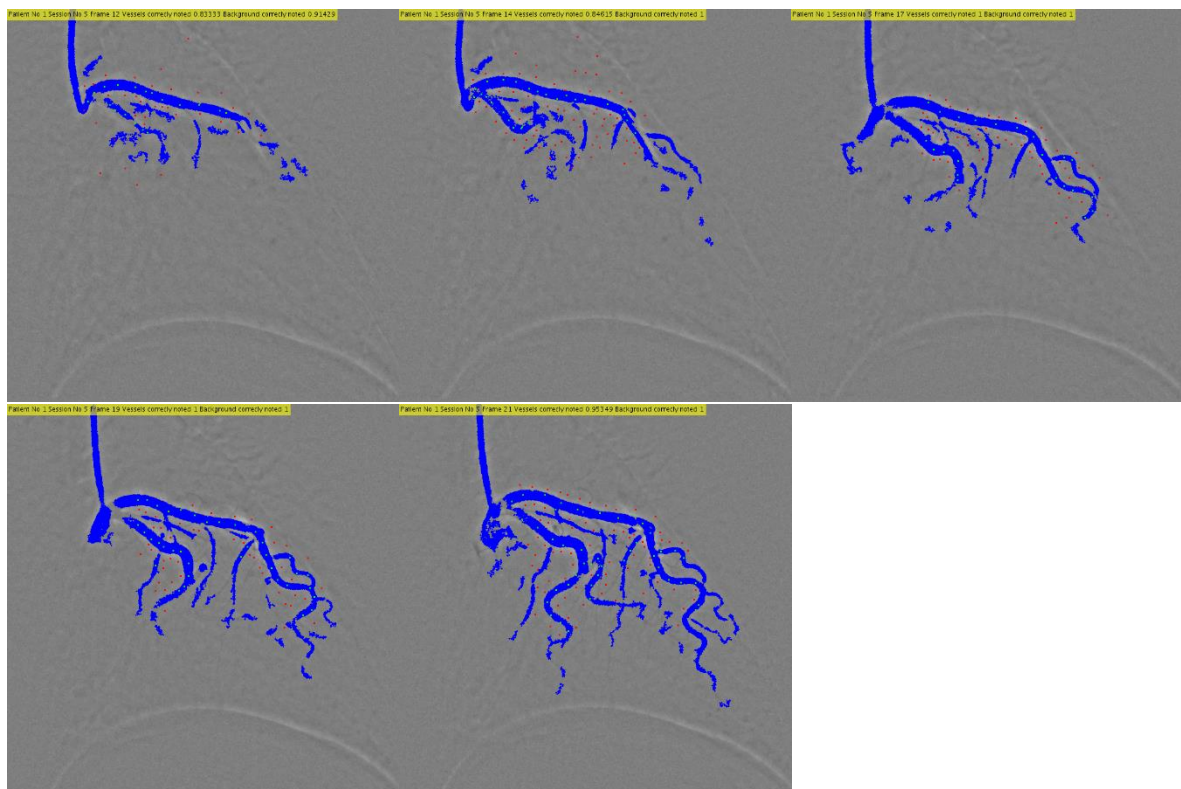 Patient No 1 Session No 5 Frame 12 Vessels correctly noted 0.83333 Background correctly noted 0.91429
Patient No 1 Session No 5 Frame 14 Vessels correctly noted 0.84615 Background correctly noted 1
Patient No 1 Session No 5 Frame 17 Vessels correctly noted 1 Background correctly noted 1
Patient No 1 Session No 5 Frame 19 Vessels correctly noted 1 Background correctly noted 1
Patient No 1 Session No 5 Frame 21 Vessels correctly noted 0.95349 Background correctly noted 1